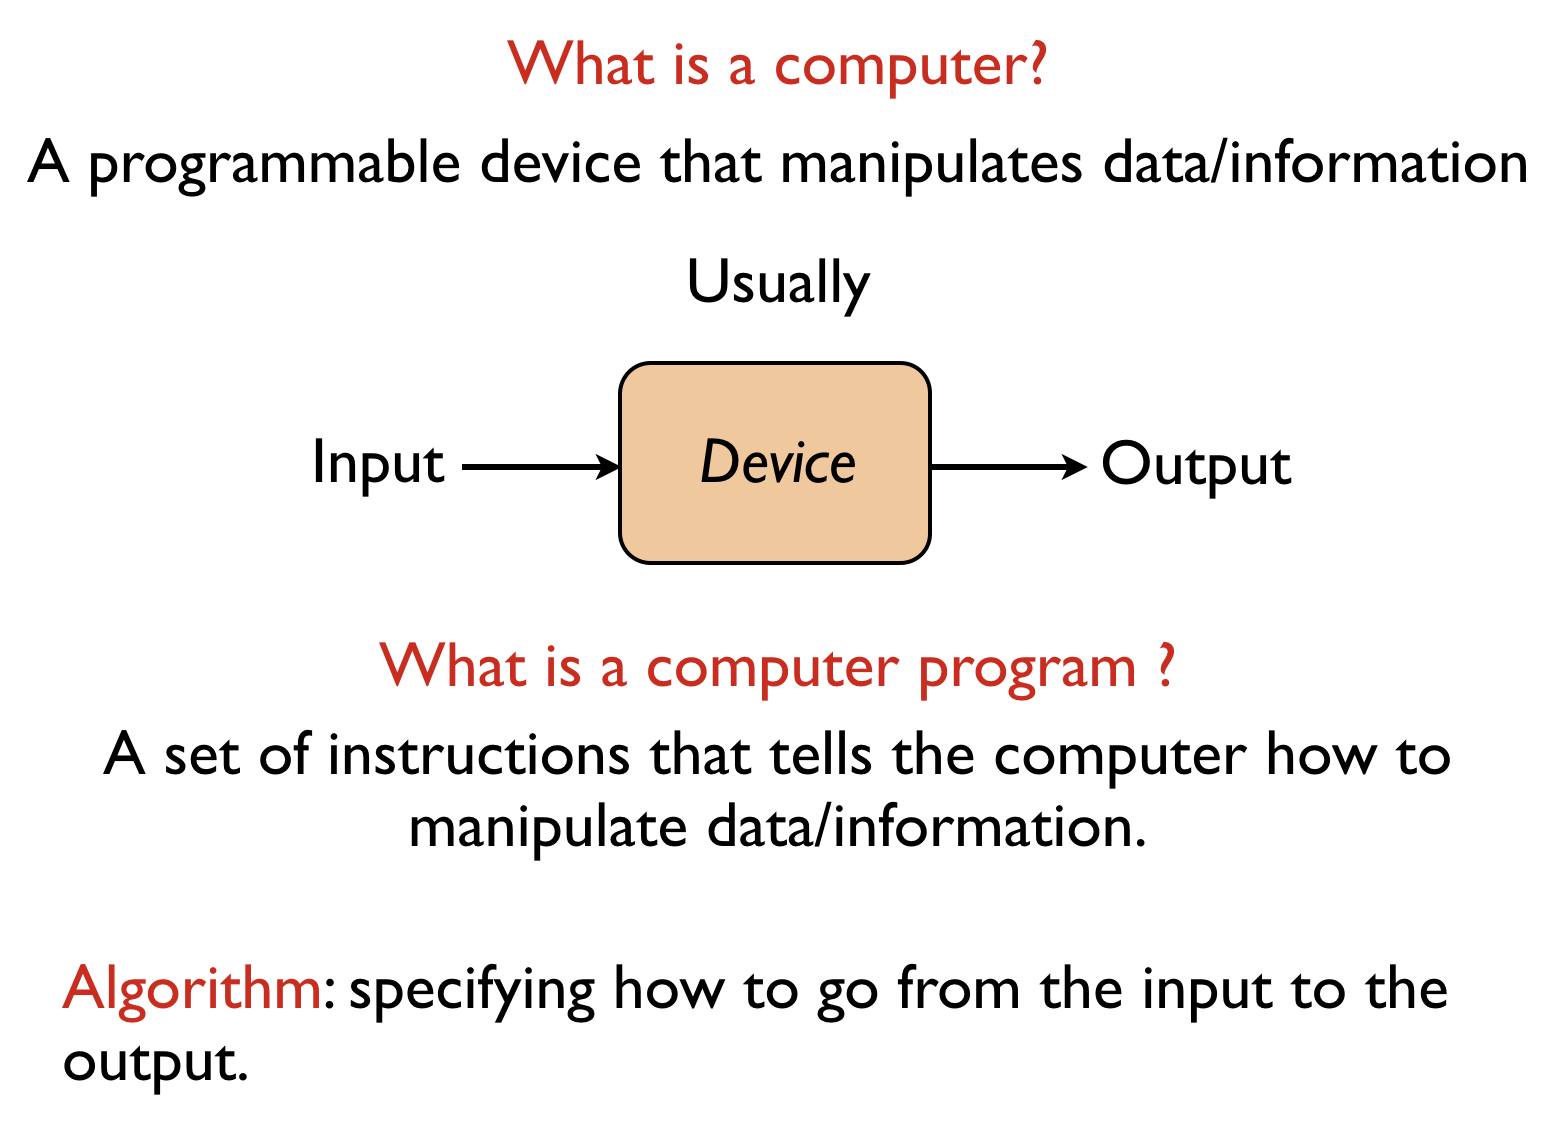 What is a computer?
A programmable device that manipulates data/information
Usually
Input
Device
Output
What is a computer program ?
A set of instructions that tells the computer how to
manipulate data/information.
Algorithm: specifying how to go from the input to the
output.